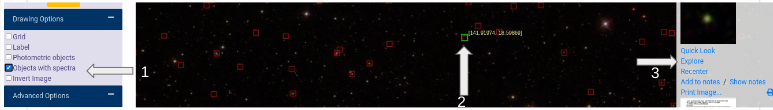 Drawing Options
Grid
Label
Photometric objects
Objects with spectra
Invert Image
Advanced Options
1
2
3
Quick Look
Explore
Recenter
Add to notes / Show notes
Print Image...